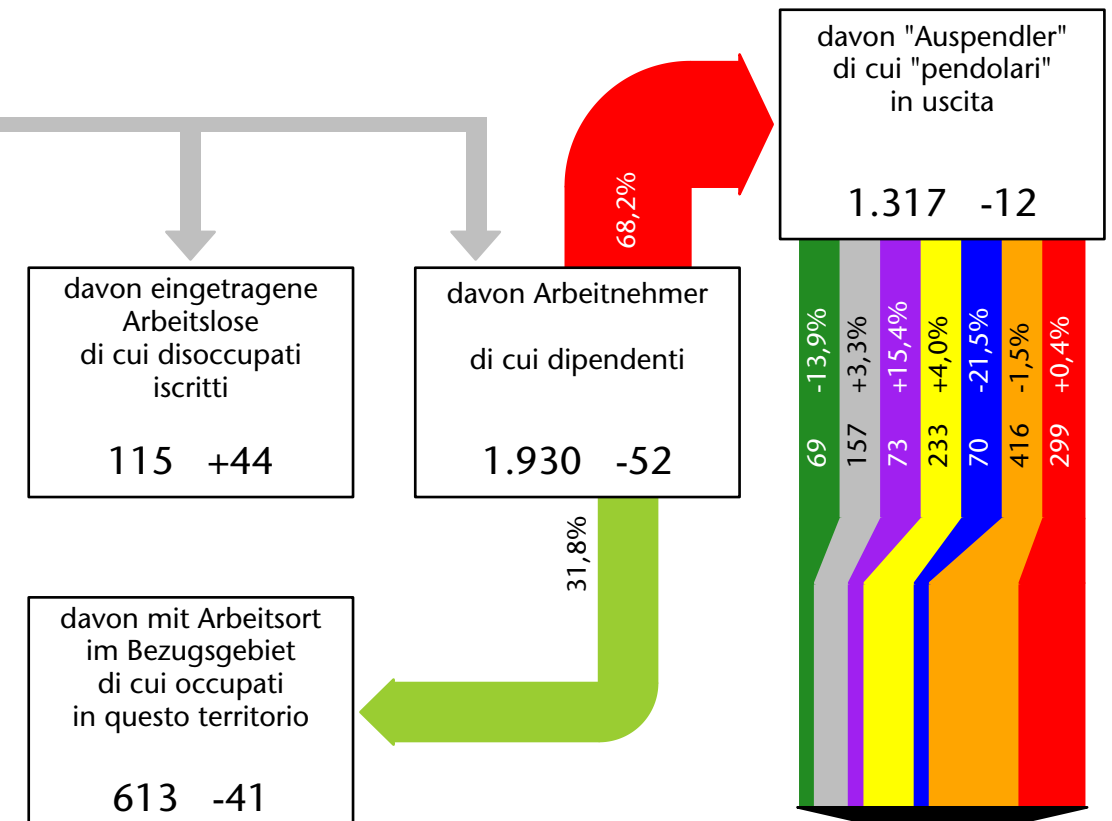 davon "Auspendler"
di cui "pendolari"
in uscita
1.317 -12
68,2%
davon eingetragene
Arbeitslose
di cui disoccupati
iscritti
115 +44
davon Arbeitnehmer
di cui dipendenti
1.930 -52
69 -13,9%
157 +3,3%
73 +15,4%
233 +4,0%
70 -21,5%
416 -1,5%
299 +0,4%
31,8%
davon mit Arbeitsort
im Bezugsgebiet
di cui occupati
in questo territorio
613 -41